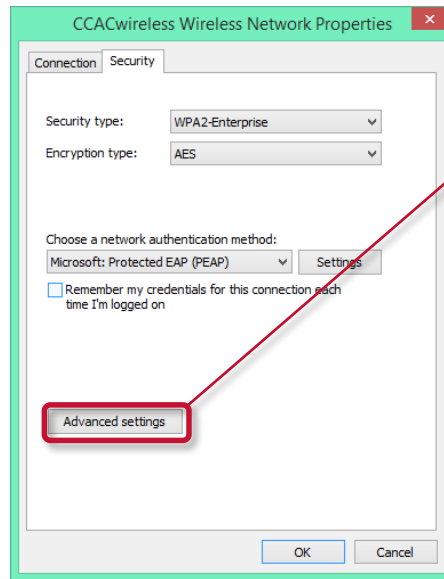 CCACwireless Wireless Network Properties
Connection Security
Security type: WPA2-Enterprise
Encryption type: AES
Choose a network authentication method:
Microsoft: Protected EAP (PEAP) Settings
Remember my credentials for this connection each
time I'm logged on
Advanced settings
OK Cancel